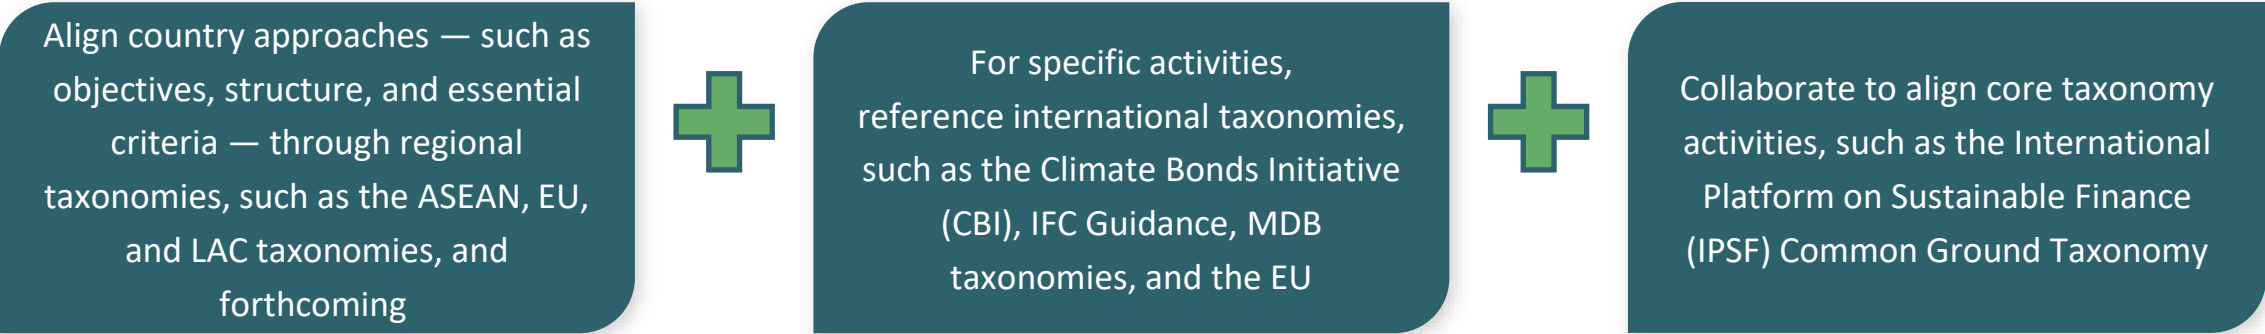 Align country approaches — such as
objectives, structure, and essential
criteria — through regional
taxonomies, such as the ASEAN, EU,
and LAC taxonomies, and
forthcoming
For specific activities,
reference international taxonomies,
such as the Climate Bonds Initiative
(CBI), IFC Guidance, MDB
taxonomies, and the EU
Collaborate to align core taxonomy
activities, such as the International
Platform on Sustainable Finance
(IPSF) Common Ground Taxonomy